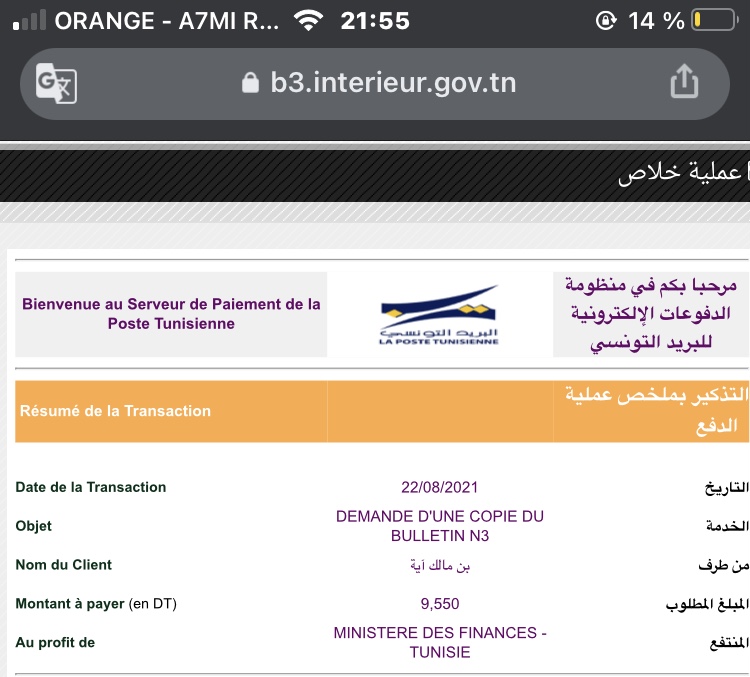 ORANGE - A7MI R... 21:55 14 %
b3.interieur.gov.tn
عملية خلاص
Bienvenue au Serveur de Paiement de la
Poste Tunisienne
البريد التونسي
LA POSTE TUNISIENNE
مرحبا بكم في منظومة
الدفوعات الإلكترونية
للبريد التونسي
Résumé de la Transaction
التذكير بملخص عملية
الدفع
Date de la Transaction 22/08/2021 التاريخ
Objet DEMANDE D'UNE COPIE DU BULLETIN N3 الخدمة
Nom du Client بن مالك آية من طرف
Montant à payer (en DT) 9,550 المبلغ المطلوب
Au profit de MINISTERE DES FINANCES - TUNISIE المنتفع